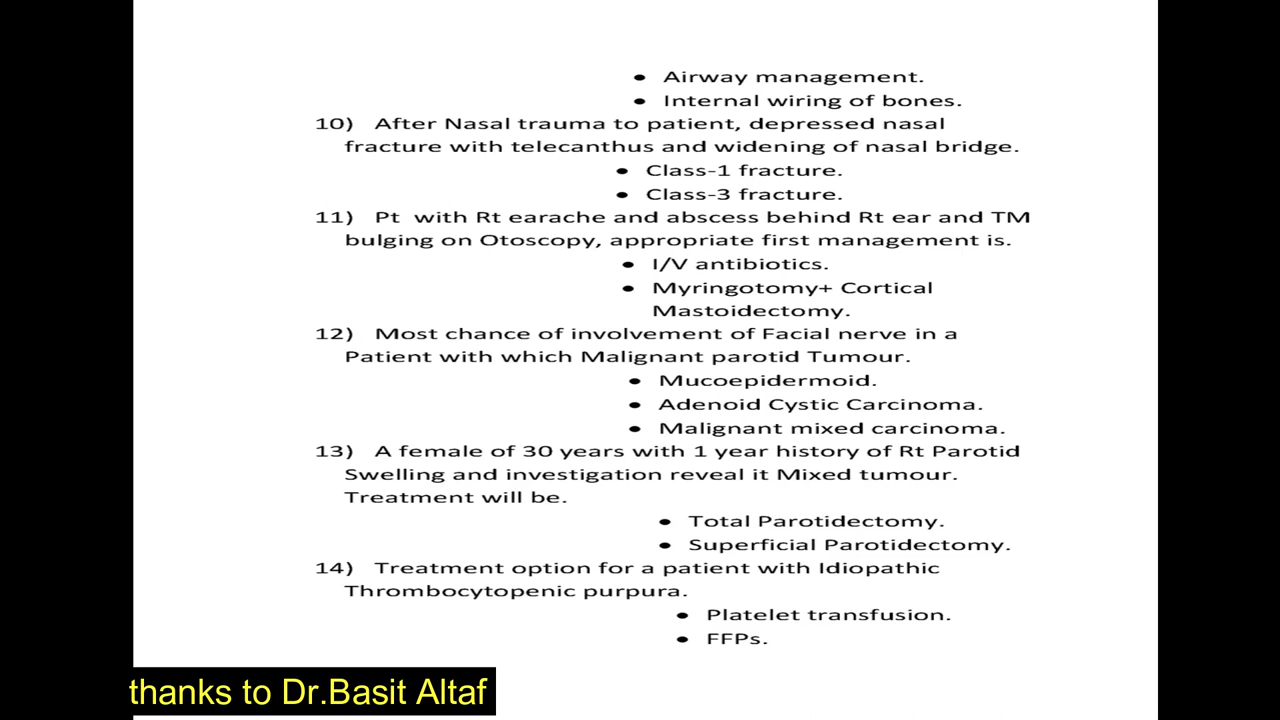 • Airway management.
• Internal wiring of bones.
10) After Nasal trauma to patient, depressed nasal
fracture with telecanthus and widening of nasal bridge.
• Class-1 fracture.
• Class-3 fracture.
11) Pt with Rt earache and abscess behind Rt ear and TM
bulging on Otoscopy, appropriate first management is.
• I/V antibiotics.
• Myringotomy+ Cortical
Mastoidectomy.
12) Most chance of involvement of Facial nerve in a
Patient with which Malignant parotid Tumour.
• Mucoepidermoid.
• Adenoid Cystic Carcinoma.
• Malignant mixed carcinoma.
13) A female of 30 years with 1 year history of Rt Parotid
Swelling and investigation reveal it Mixed tumour.
Treatment will be.
• Total Parotidectomy.
• Superficial Parotidectomy.
14) Treatment option for a patient with Idiopathic
Thrombocytopenic purpura.
• Platelet transfusion.
• FFPs.
thanks to Dr.Basit Altaf